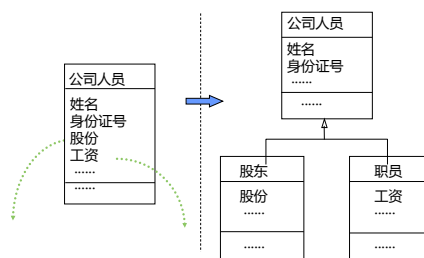 公司人员
姓名
身份证号
股份
工资
......
......
公司人员
姓名
身份证号
......
......
股东
股份
......
......
职员
工资
......
......